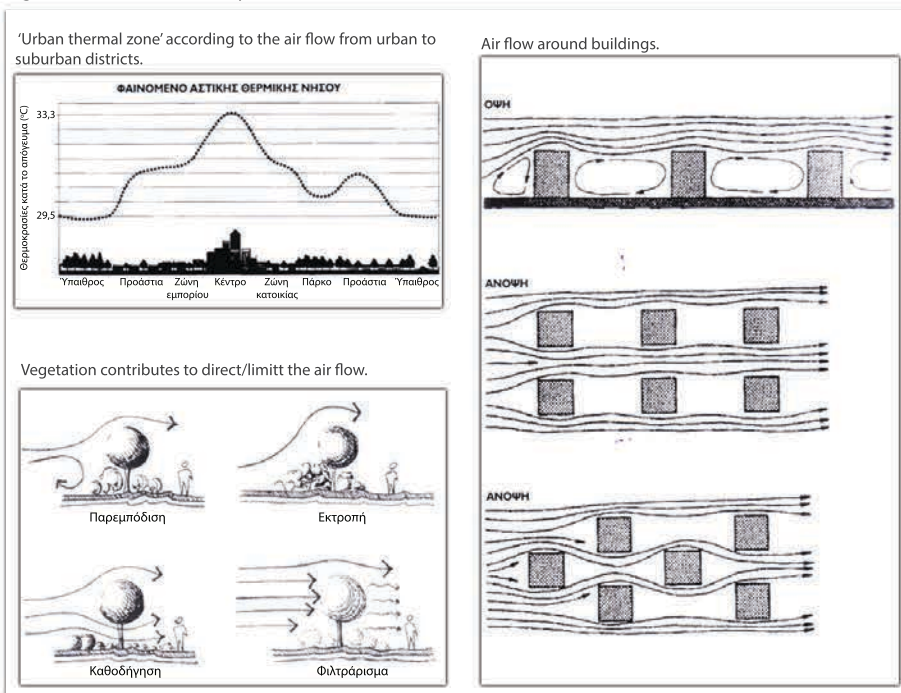 'Urban thermal zone' according to the air flow from urban to
suburban districts.
ΦΑΙΝΟΜΕΝΟ ΑΣΤΙΚΗΣ ΘΕΡΜΙΚΗΣ ΝΗΣΟΥ
Θερμοκρασίες κατά το απόγευμα (°C)
33,3
29,5
Ύπαιθρος Προάστια Ζώνη Κέντρο Ζώνη Πάρκο Προάστια Ύπαιθρος
εμπορίου κατοικίας
Vegetation contributes to direct/limitt the air flow.
Παρεμπόδιση
Εκτροπή
Καθοδήγηση
Φιλτράρισμα
Air flow around buildings.
ΟΨΗ
ΑΝΟΨΗ
ΑΝΟΨΗ